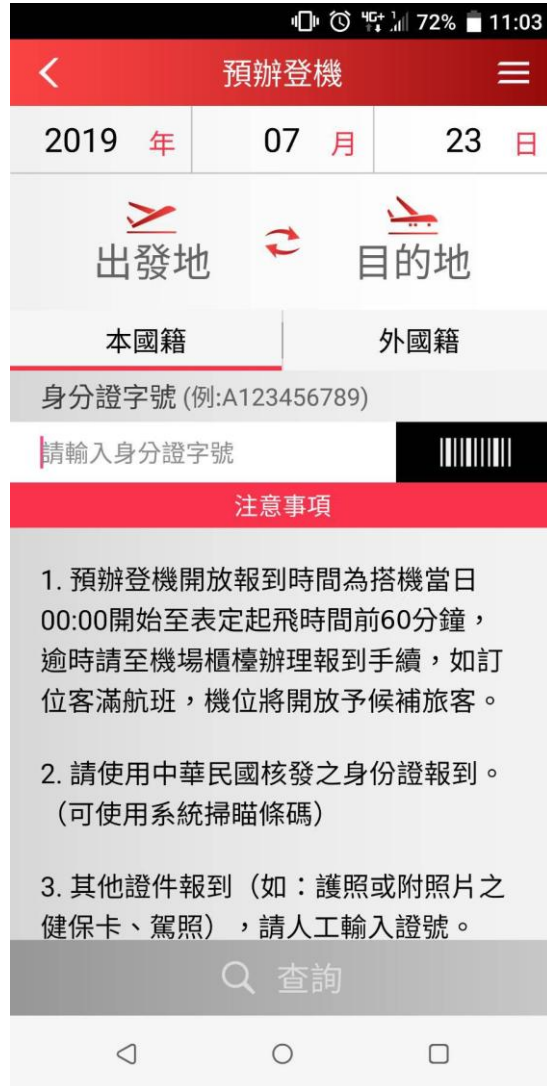 4G+ 72% 11:03
預辦登機
2019 年 07 月 23 日
出發地 目的地
本國籍 外國籍
身分證字號 (例:A123456789)
請輸入身分證字號
注意事項
1. 預辦登機開放報到時間為搭機當日
00:00開始至表定起飛時間前60分鐘，
逾時請至機場櫃檯辦理報到手續，如訂
位客滿航班，機位將開放予候補旅客。
2. 請使用中華民國核發之身份證報到。
（可使用系統掃瞄條碼）
3. 其他證件報到（如：護照或附照片之
健保卡、駕照），請人工輸入證號。
查詢